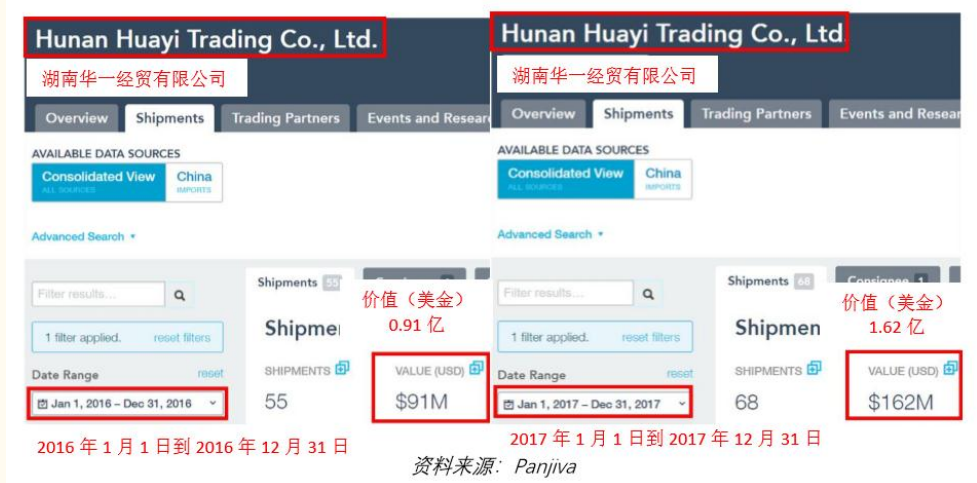 Hunan Huayi Trading Co., Ltd.
湖南华一经贸有限公司
Overview Shipments Trading Partners Events and Resear
AVAILABLE DATA SOURCES
Consolidated View China
ALL SOURCES IMPORTS
Advanced Search
Shipments 55
Filter results...
价值（美金）
0.91 亿
1 filter applied. reset filters
Shipme
Date Range reset
SHIPMENTS VALUE (USD)
Jan 1, 2016 – Dec 31, 2016
55 $91M
2016 年 1 月 1 日到 2016 年 12 月 31 日
Hunan Huayi Trading Co., Ltd
湖南华一经贸有限公司
Overview Shipments Trading Partners Events and Resear
AVAILABLE DATA SOURCES
Consolidated View China
ALL SOURCES IMPORTS
Advanced Search
Shipments 68 Consignee 1
Filter results...
价值（美金）
1.62 亿
1 filter applied. reset filters
Shipmen
Date Range reset
SHIPMENTS VALUE (USD)
Jan 1, 2017 – Dec 31, 2017
68 $162M
2017 年 1 月 1 日到 2017 年 12 月 31 日
资料来源：Panjiva